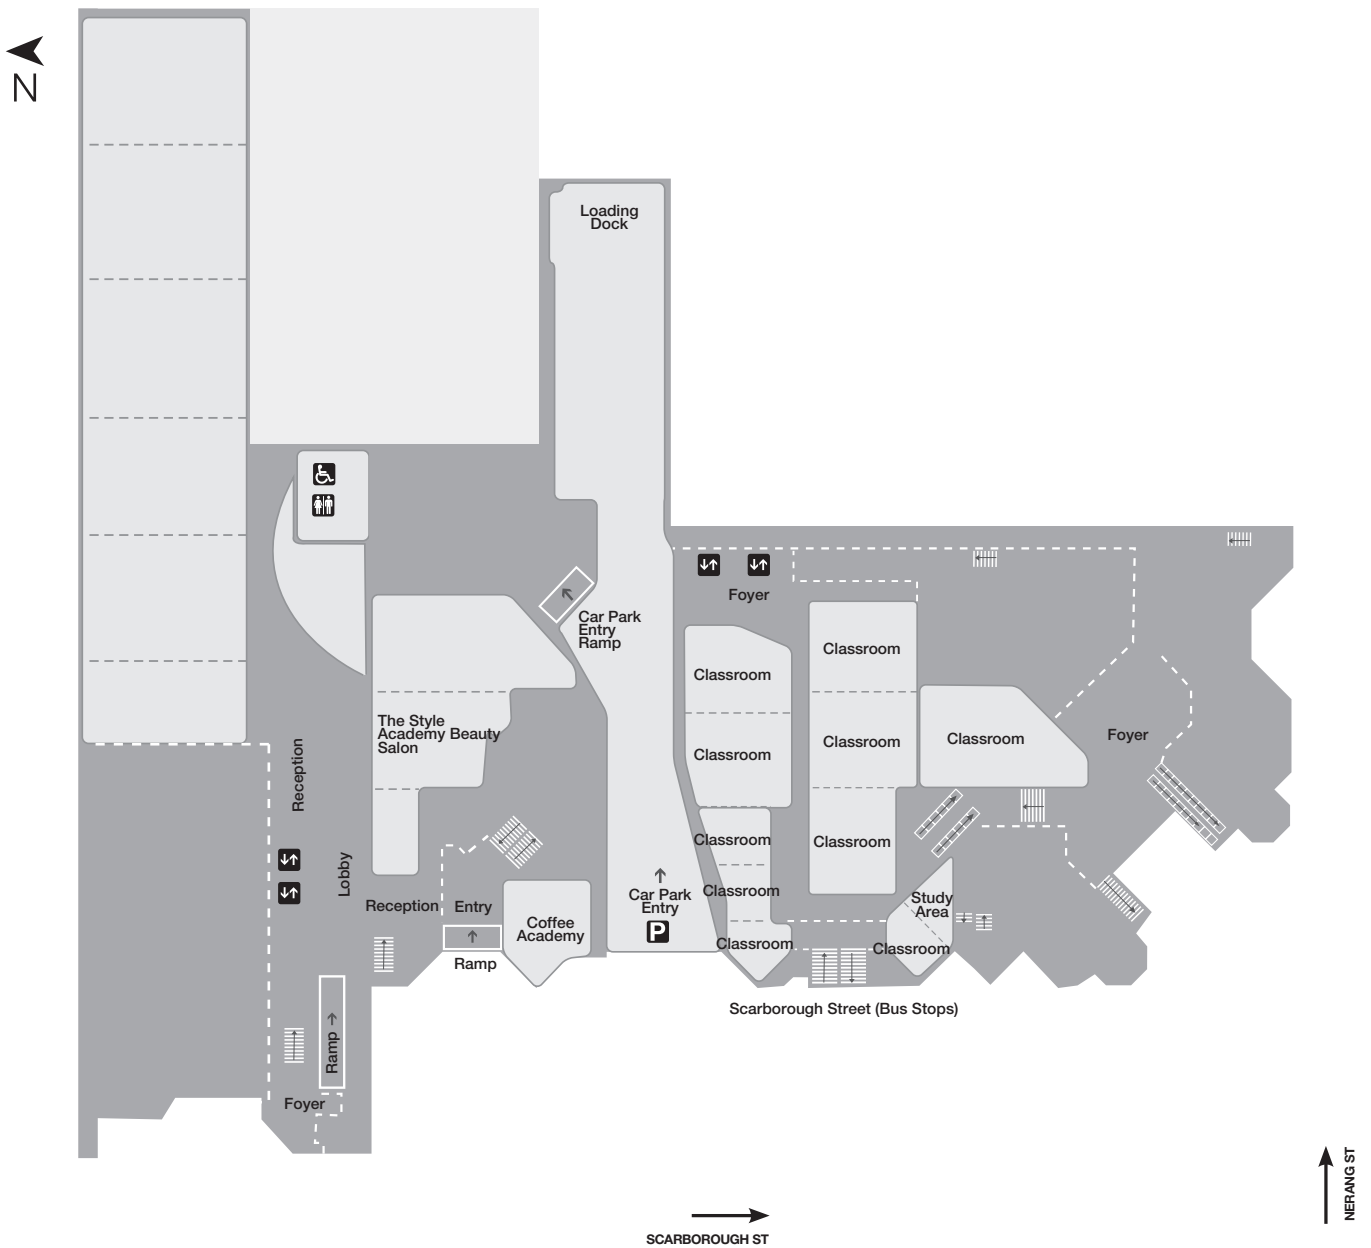 N
Loading
Dock
Foyer
Car Park
Entry
Ramp
Classroom
Classroom
Classroom
Classroom
Classroom
The Style
Academy Beauty
Salon
Classroom
Foyer
Reception
Classroom
Classroom
Lobby
Classroom
Car Park
Entry
P
Study
Area
Reception
Entry
Coffee
Academy
Classroom
Classroom
Ramp
Scarborough Street (Bus Stops)
Ramp
Foyer
NERANG ST
SCARBOROUGH ST